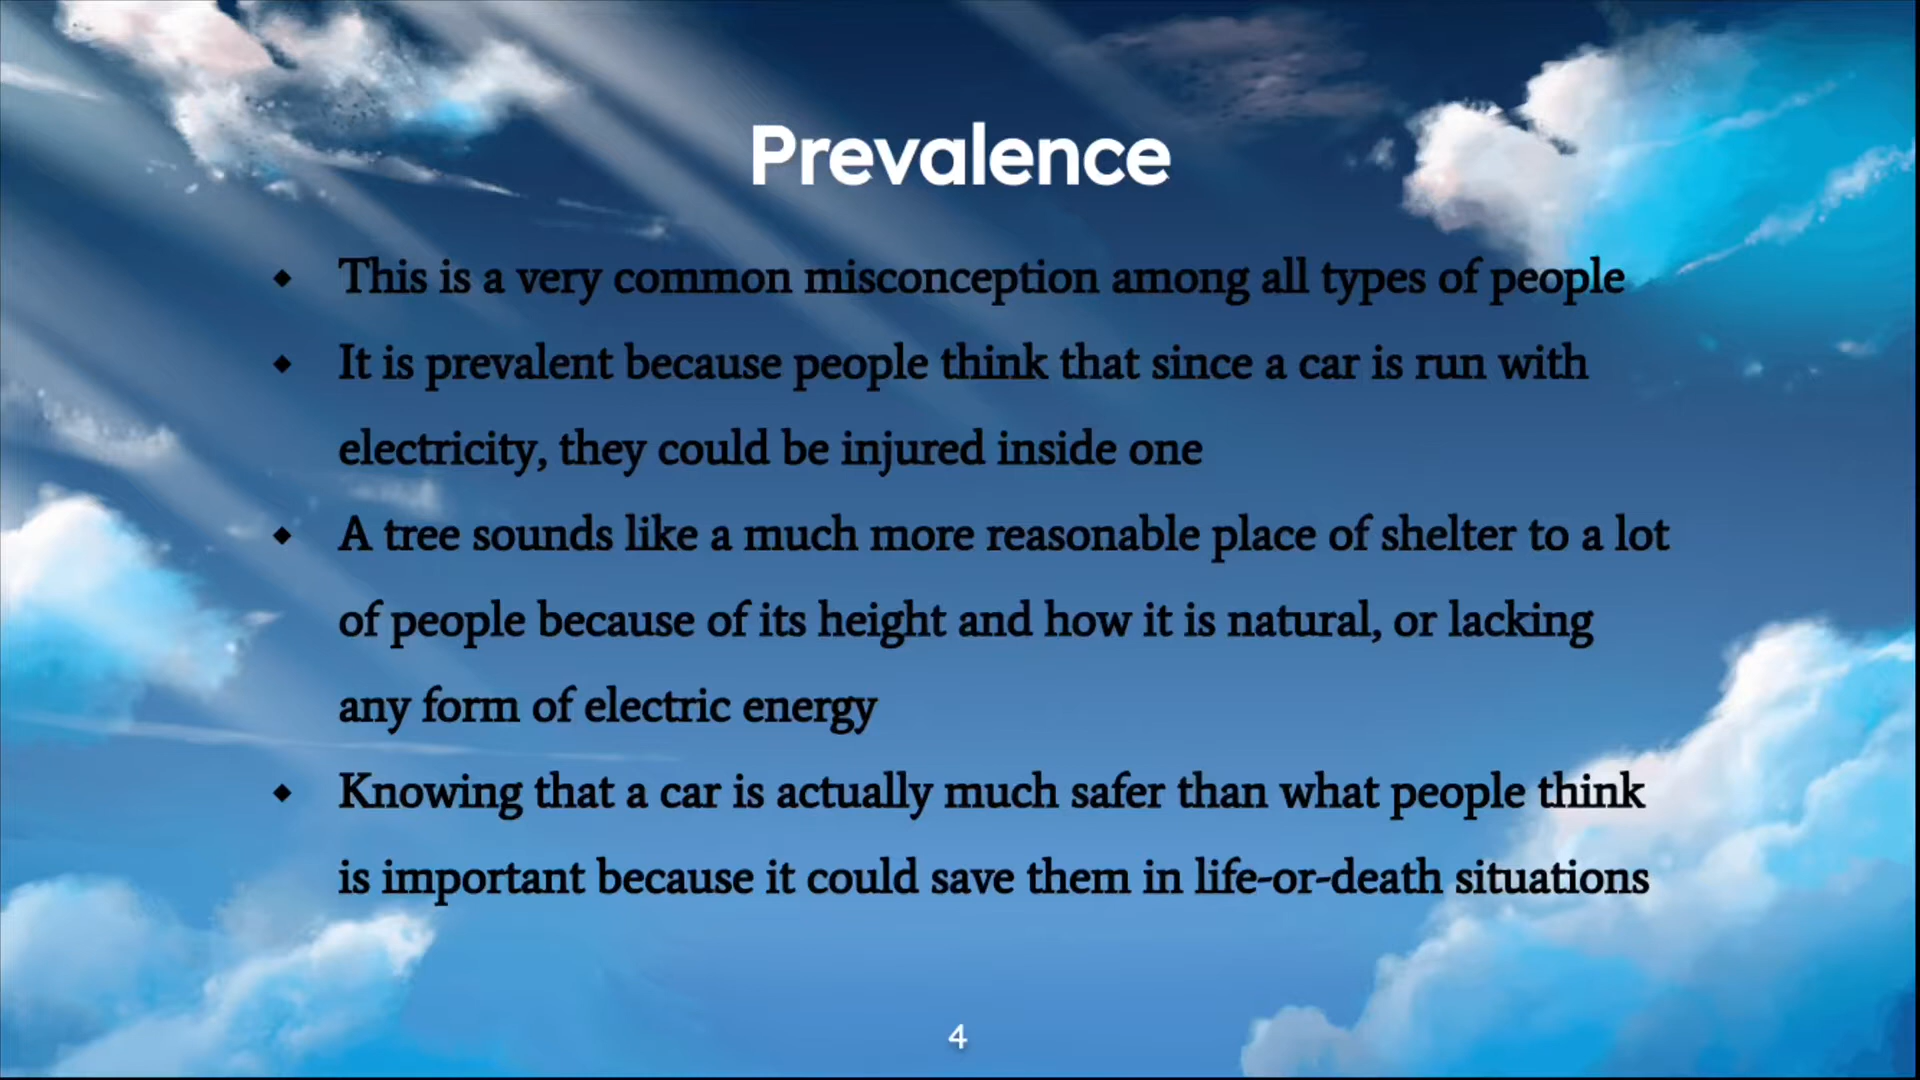 Prevalence
◆ This is a very common misconception among all types of people
◆ It is prevalent because people think that since a car is run with
electricity, they could be injured inside one
◆ A tree sounds like a much more reasonable place of shelter to a lot
of people because of its height and how it is natural, or lacking
any form of electric energy
◆ Knowing that a car is actually much safer than what people think
is important because it could save them in life-or-death situations
4